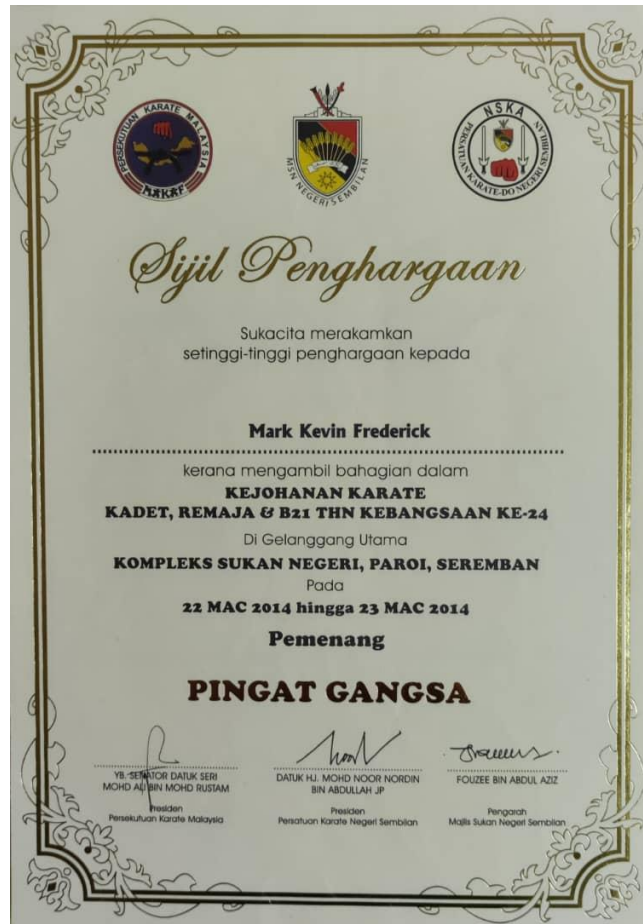 PERSEKUTUAN KARATE MALAYSIA
MAKAF
MSN NEGERI SEMBILAN
NSKA
PERSATUAN KARATE-DO NEGERI SEMBILAN
Sijil Penghargaan
Sukacita merakamkan
setinggi-tinggi penghargaan kepada
Mark Kevin Frederick
kerana mengambil bahagian dalam
KEJOHANAN KARATE
KADET, REMAJA & B21 THN KEBANGSAAN KE-24
Di Gelanggang Utama
KOMPLEKS SUKAN NEGERI, PAROI, SEREMBAN
Pada
22 MAC 2014 hingga 23 MAC 2014
Pemenang
PINGAT GANGSA
YB. SENATOR DATUK SERI
MOHD ALI BIN MOHD RUSTAM
Presiden
Persekutuan Karate Malaysia
DATUK HJ. MOHD NOOR NORDIN
BIN ABDULLAH JP
Presiden
Persatuan Karate Negeri Sembilan
FOUZEE BIN ABDUL AZIZ
Pengarah
Majlis Sukan Negeri Sembilan